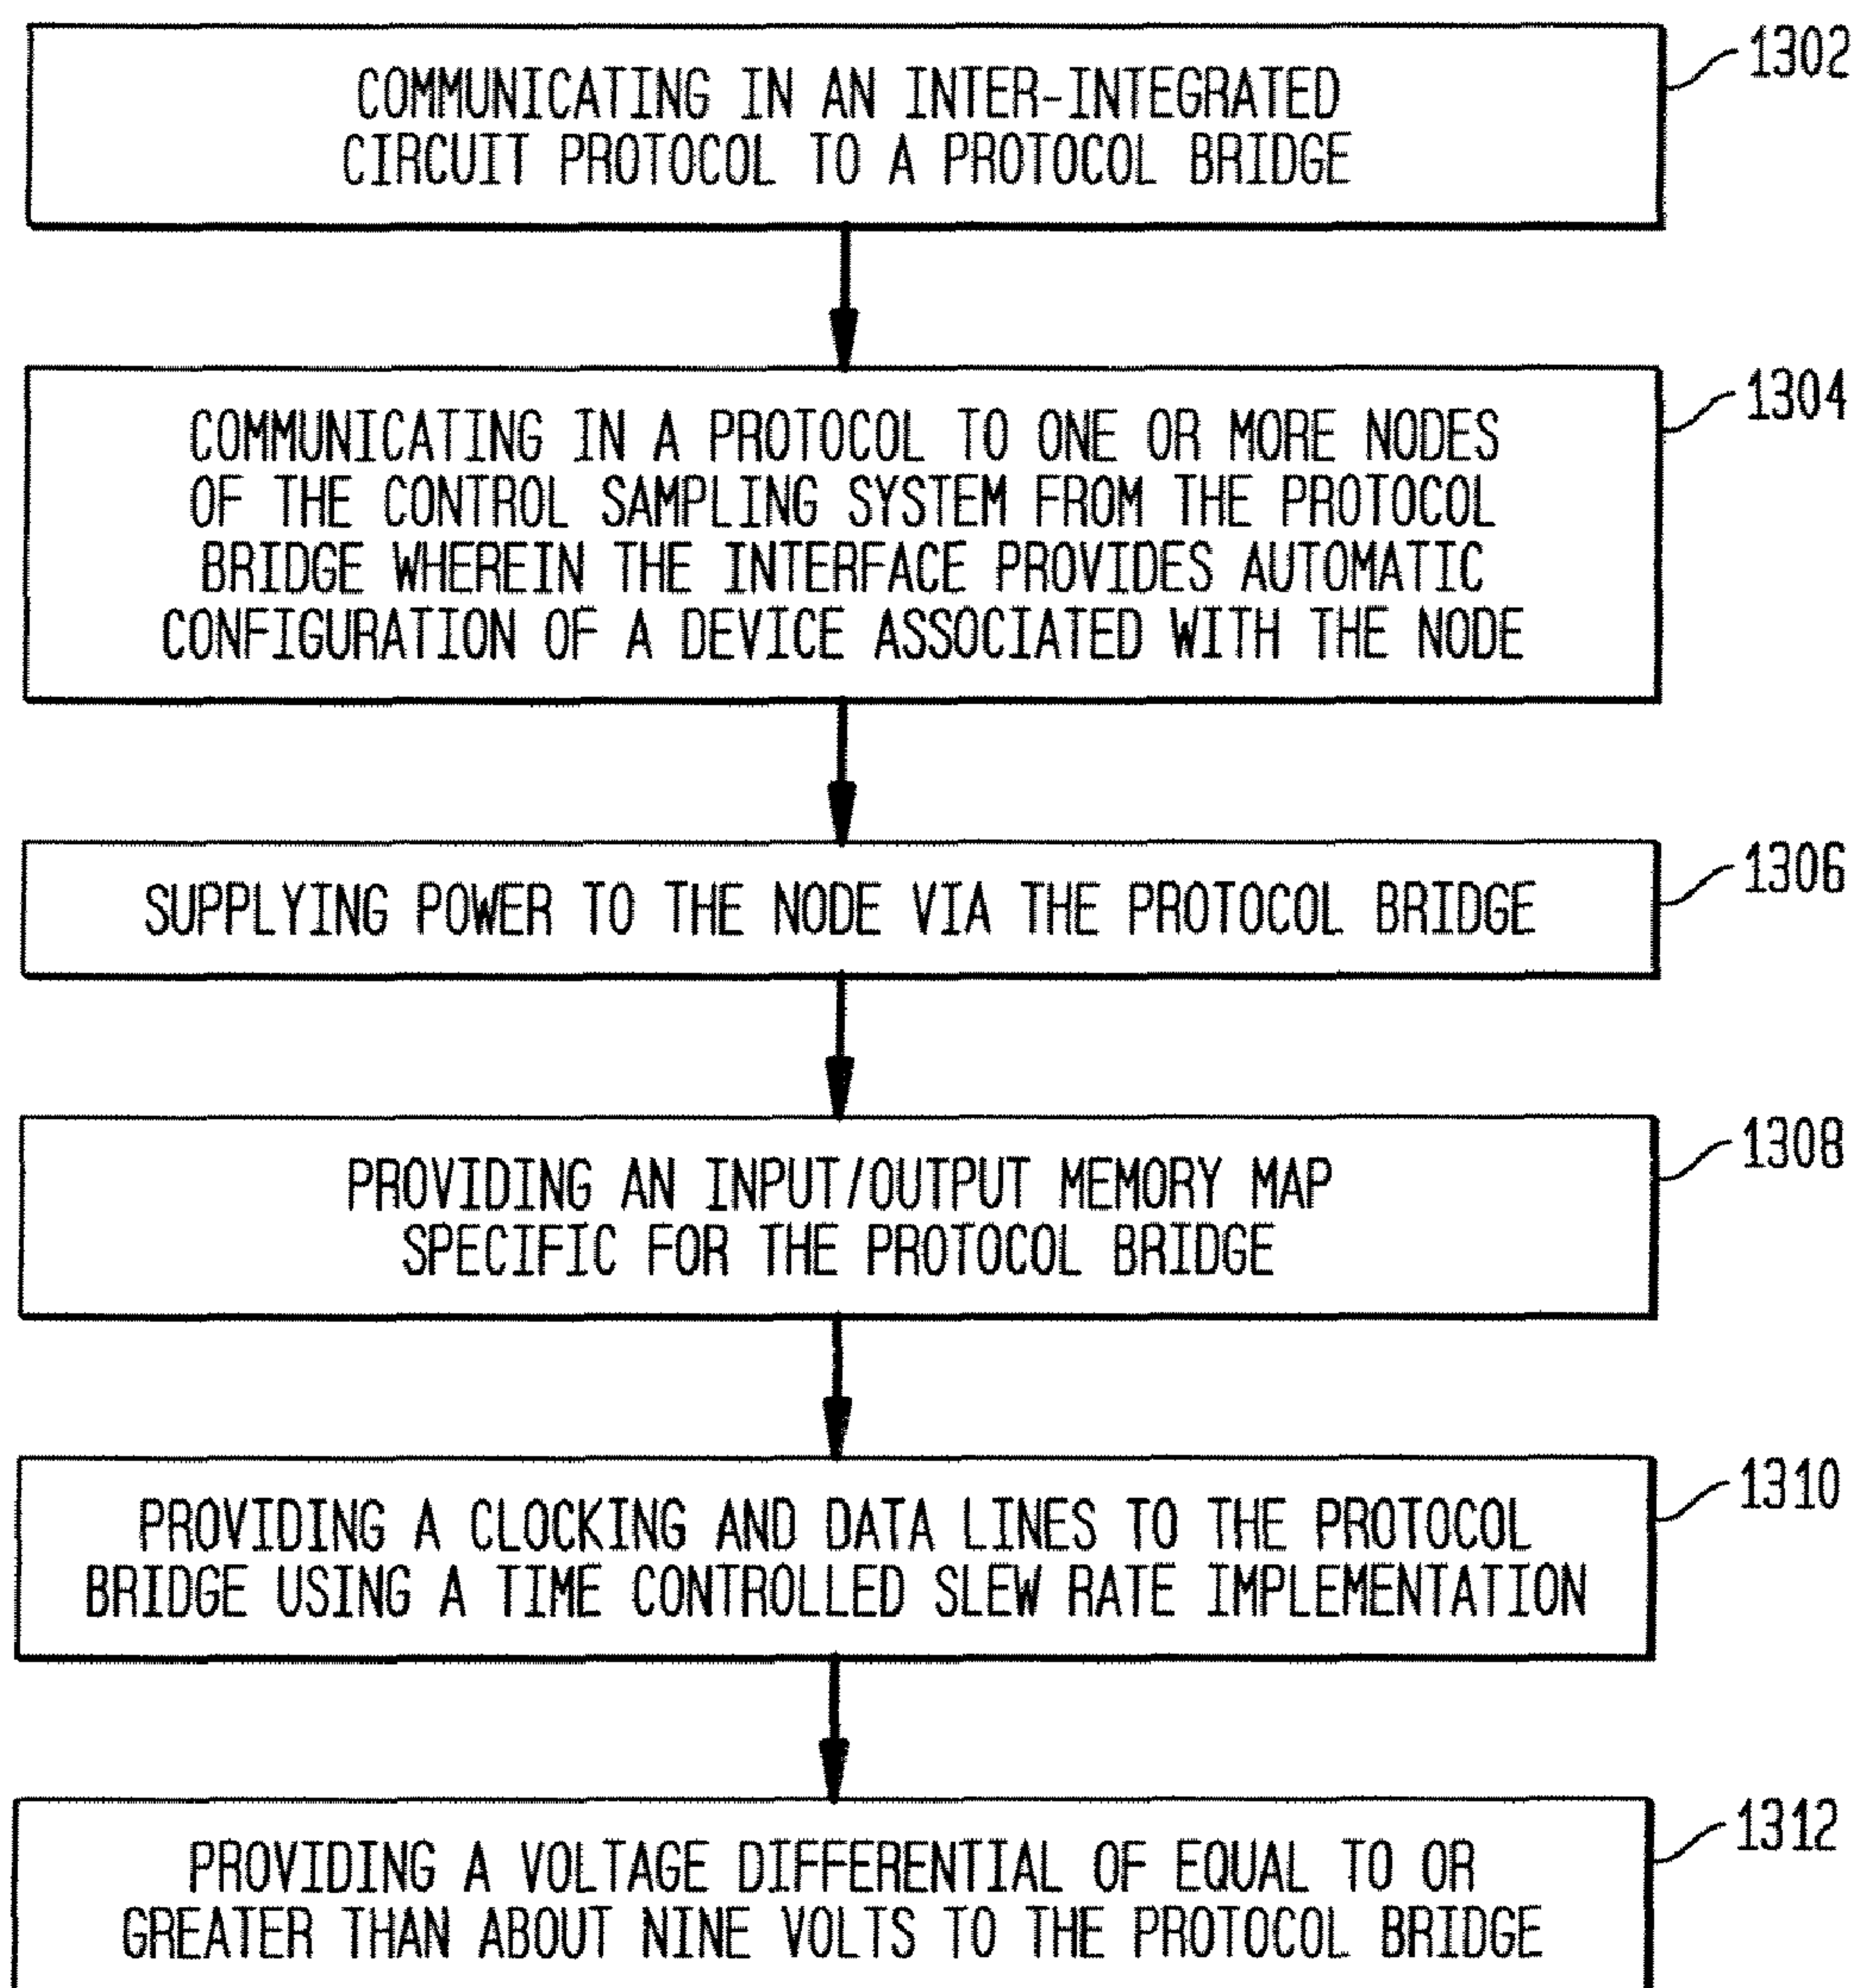 COMMUNICATING IN AN INTER-INTEGRATED
CIRCUIT PROTOCOL TO A PROTOCOL BRIDGE
1302
COMMUNICATING IN A PROTOCOL TO ONE OR MORE NODES
OF THE CONTROL SAMPLING SYSTEM FROM THE PROTOCOL
BRIDGE WHEREIN THE INTERFACE PROVIDES AUTOMATIC
CONFIGURATION OF A DEVICE ASSOCIATED WITH THE NODE
1304
SUPPLYING POWER TO THE NODE VIA THE PROTOCOL BRIDGE
1306
PROVIDING AN INPUT/OUTPUT MEMORY MAP
SPECIFIC FOR THE PROTOCOL BRIDGE
1308
PROVIDING A CLOCKING AND DATA LINES TO THE PROTOCOL
BRIDGE USING A TIME CONTROLLED SLEW RATE IMPLEMENTATION
1310
PROVIDING A VOLTAGE DIFFERENTIAL OF EQUAL TO OR
GREATER THAN ABOUT NINE VOLTS TO THE PROTOCOL BRIDGE
1312